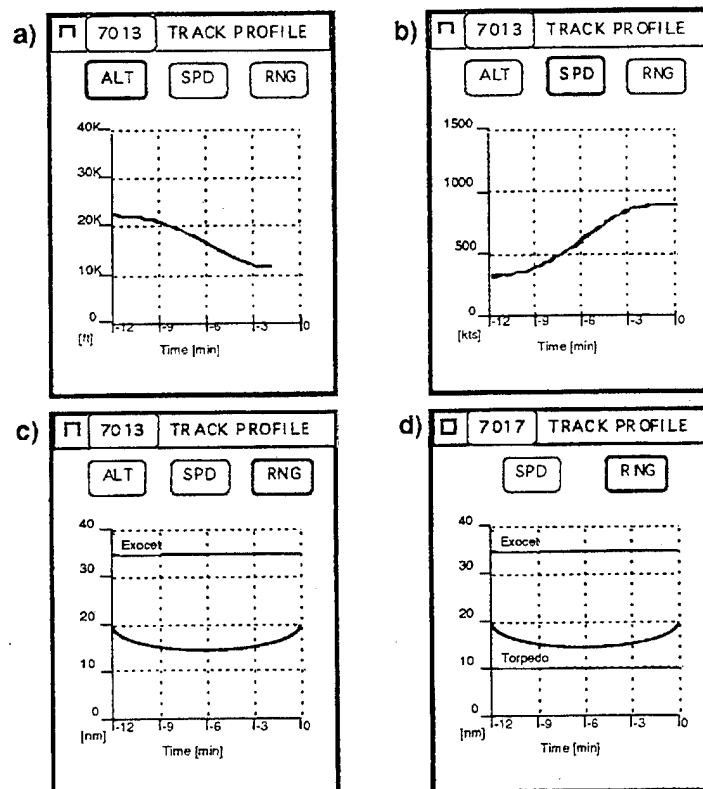 a) 7013 TRACK PROFILE
ALT SPD RNG
40K
30K
20K
10K
0
[ft]
-12 -9 -6 -3 0
Time [min]
b) 7013 TRACK PROFILE
ALT SPD RNG
1500
1000
500
0
[kts]
-12 -9 -6 -3 0
Time [min]
c) 7013 TRACK PROFILE
ALT SPD RNG
40
Exocet
30
20
10
0
[nm]
-12 -9 -6 -3 0
Time [min]
d) 7017 TRACK PROFILE
SPD RNG
40
Exocet
30
20
Torpedo
10
0
[nm]
-12 -9 -6 -3 0
Time [min]